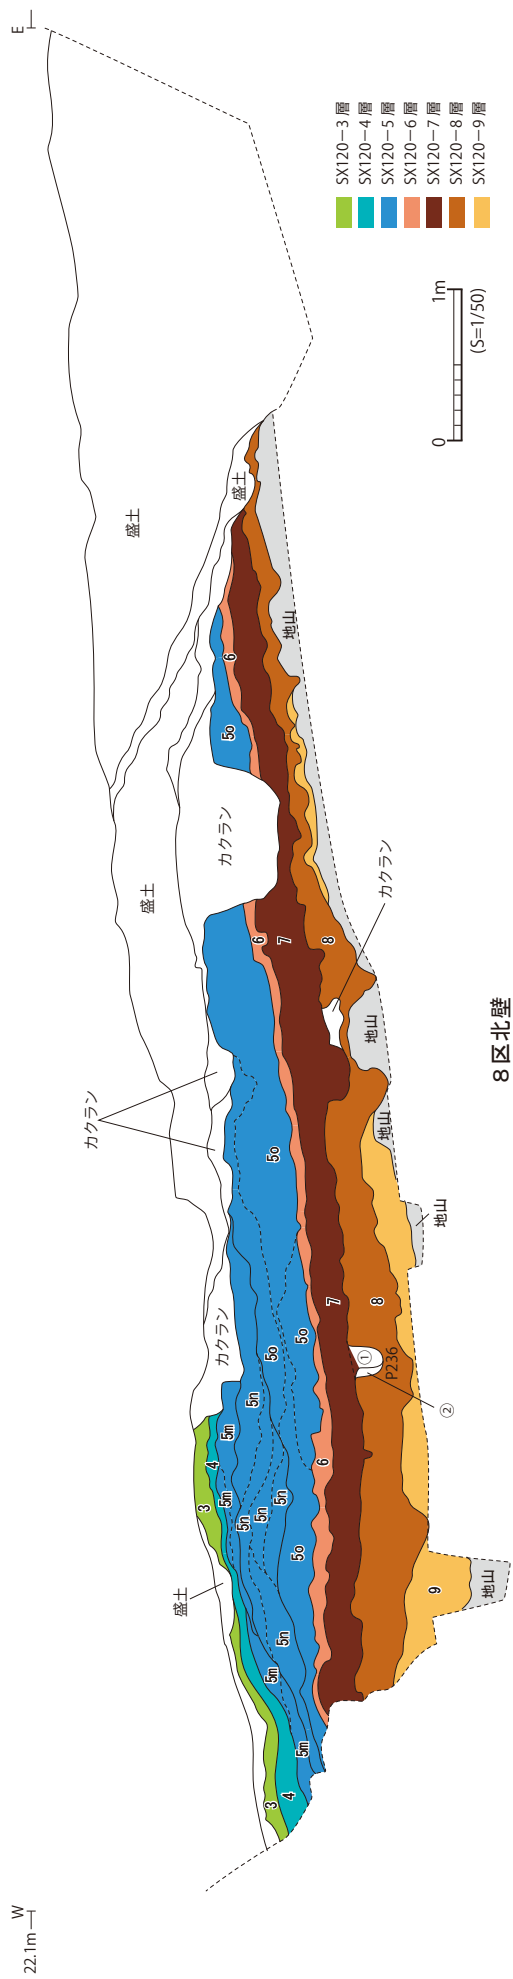 22.1m
W
E
盛土
盛土
盛土
盛土
カクラン
カクラン
カクラン
カクラン
3
3
4
4
5m
5m
5m
5m
5n
5n
5n
5n
5n
5o
5o
5o
5o
5o
6
6
6
7
7
8
8
9
①
②
P236
地山
地山
地山
地山
地山
SX120−3層
SX120−4層
SX120−5層
SX120−6層
SX120−7層
SX120−8層
SX120−9層
0
1m
(S=1/50)
8区北壁